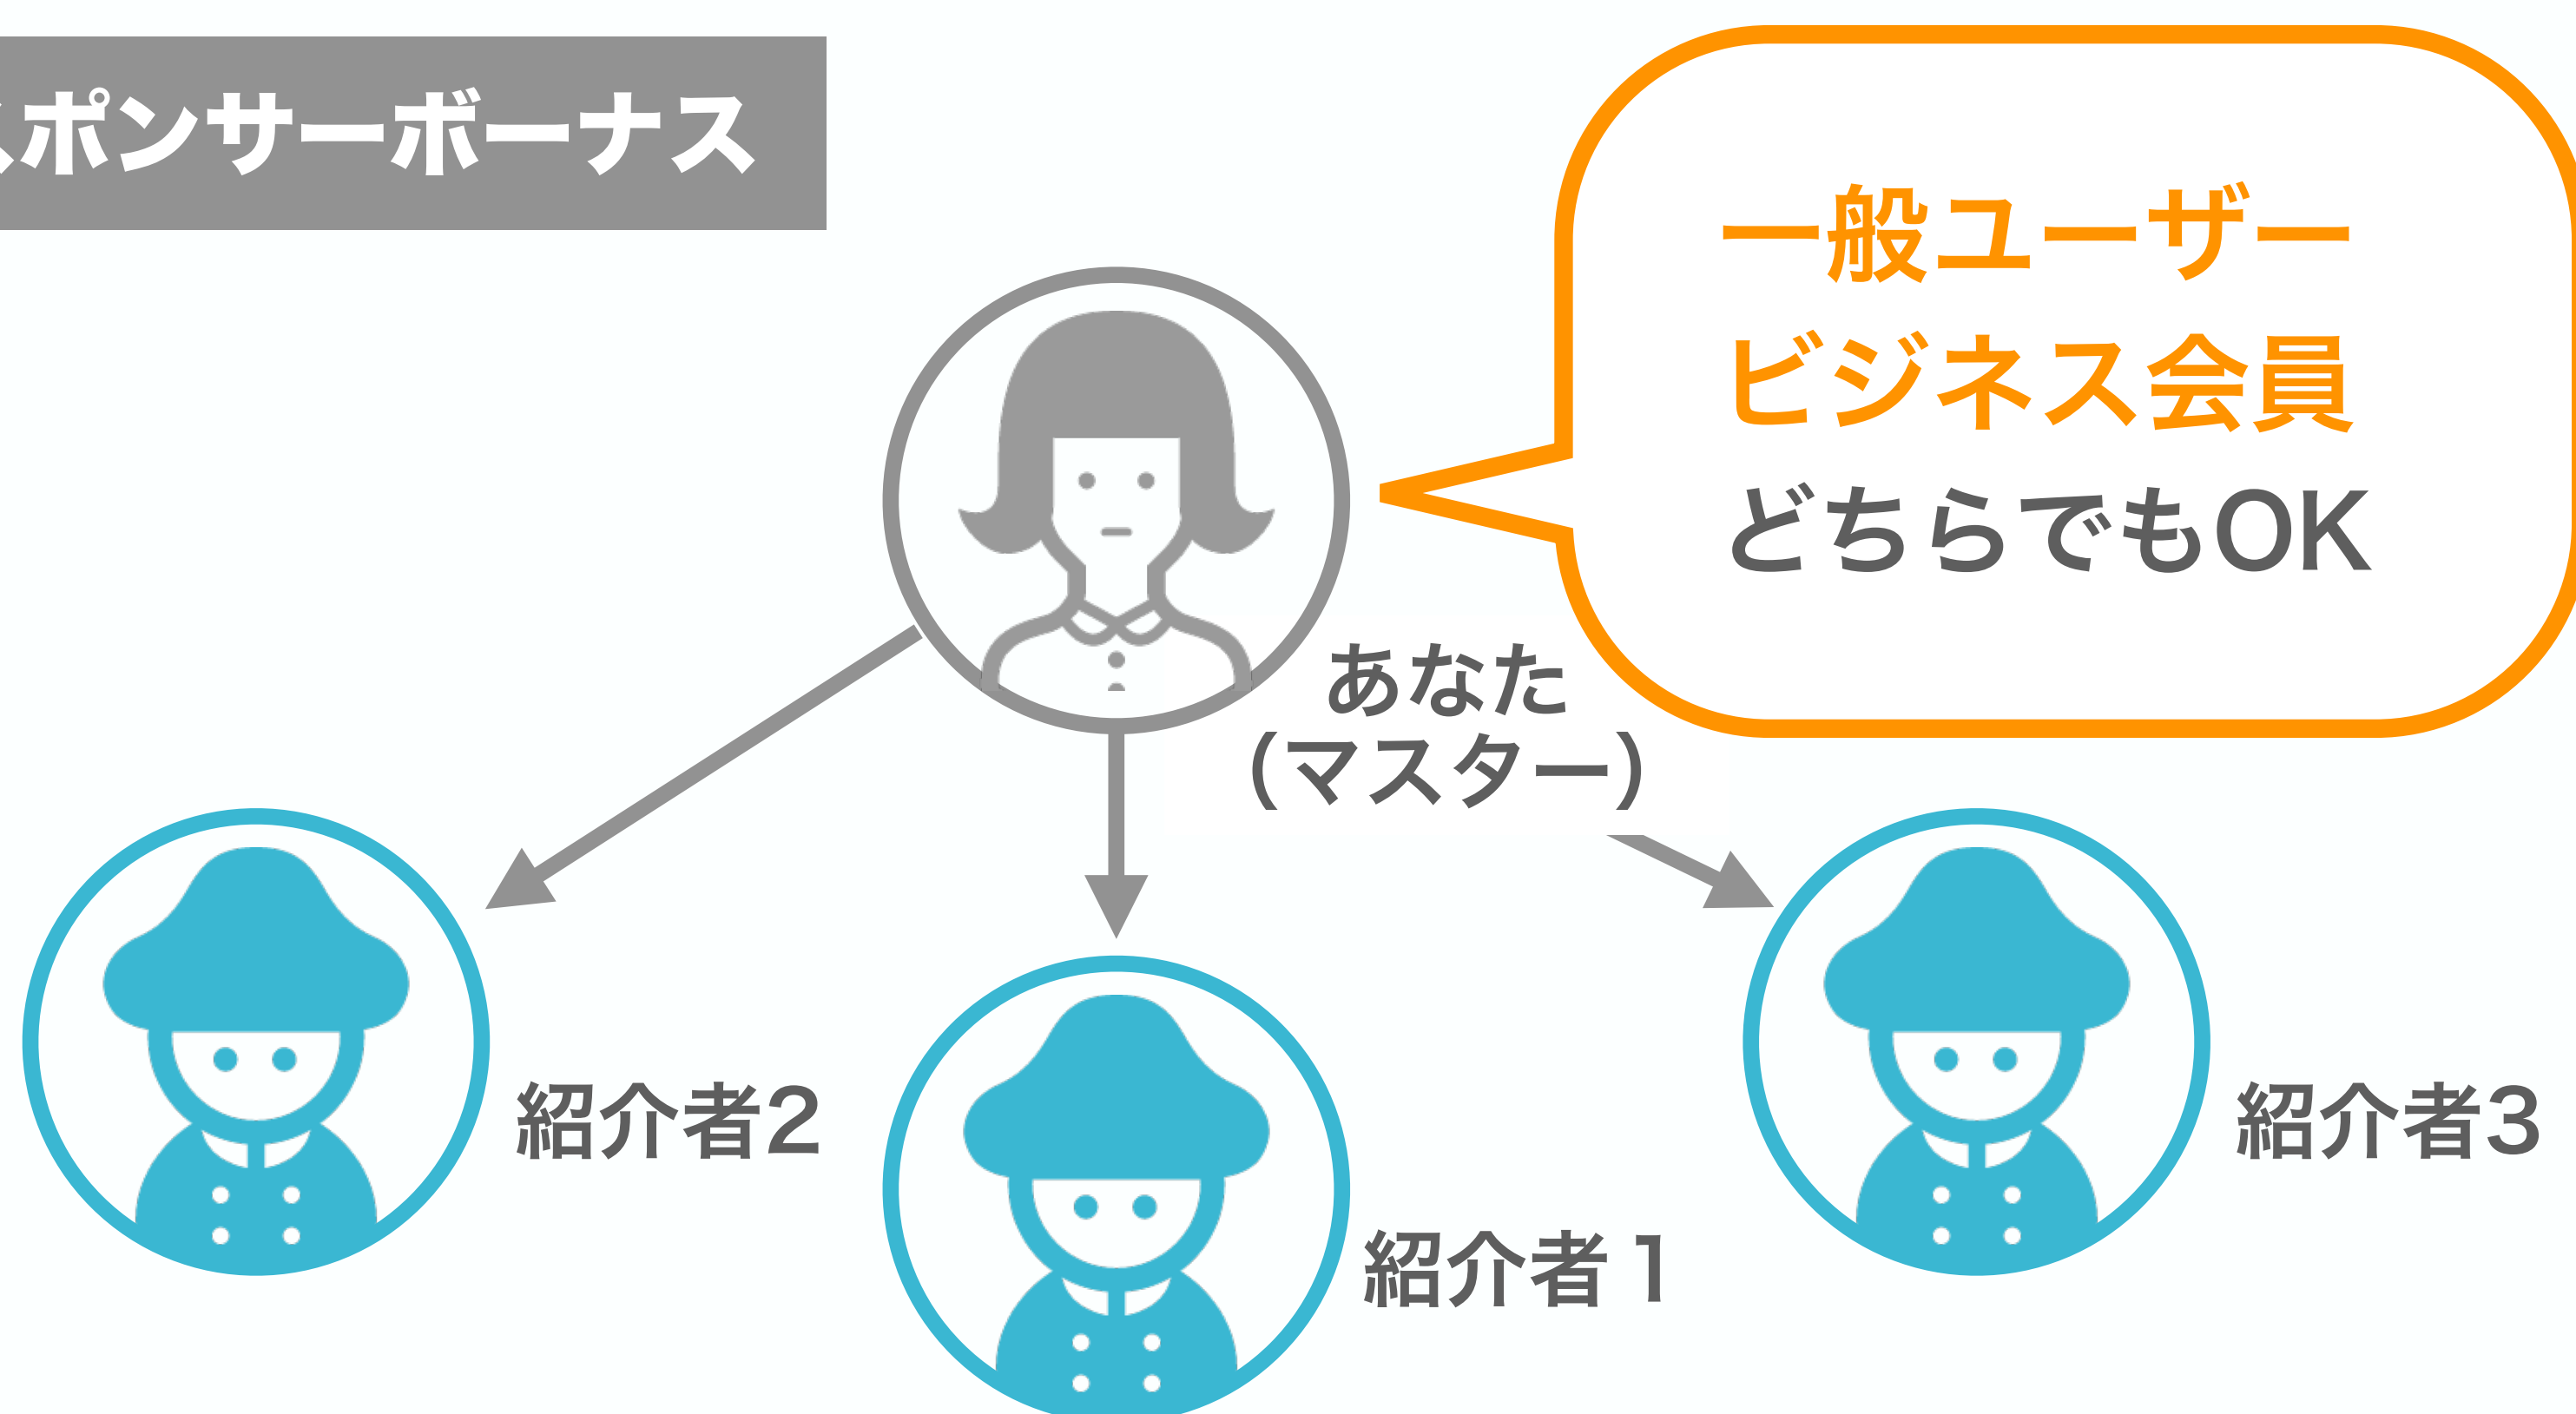 スポンサーボーナス
一般ユーザー
ビジネス会員
どちらでもOK
あなた
（マスター）
紹介者2
紹介者1
紹介者3